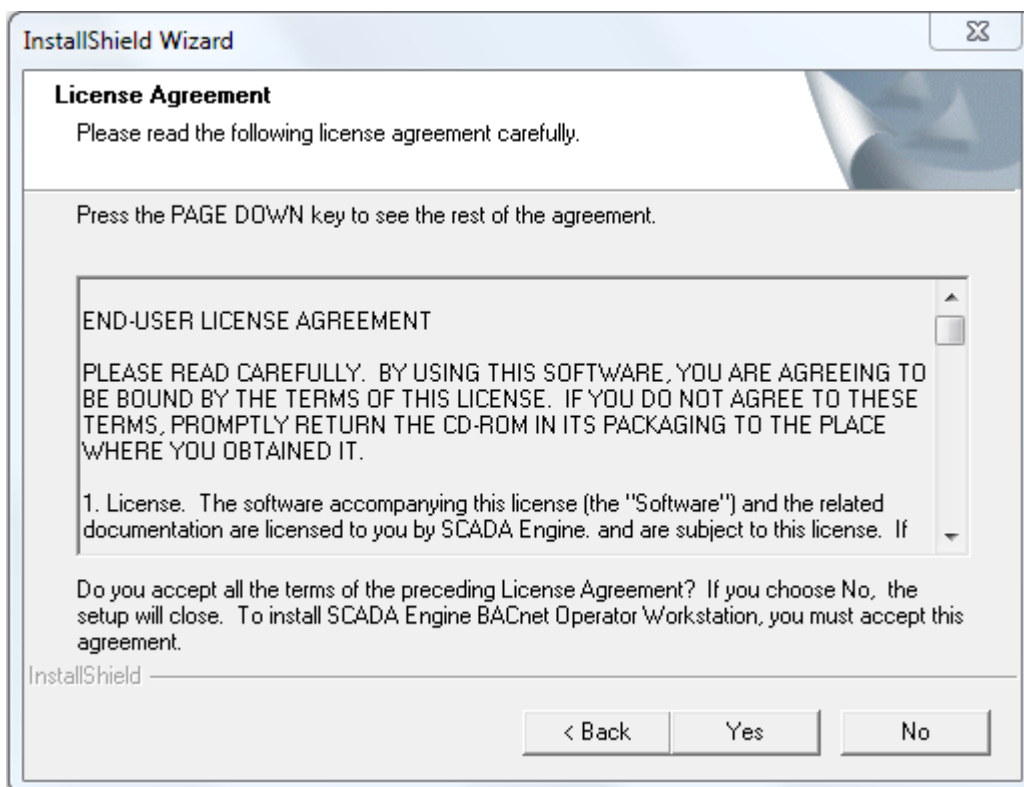 InstallShield Wizard
License Agreement
Please read the following license agreement carefully.
Press the PAGE DOWN key to see the rest of the agreement.
END-USER LICENSE AGREEMENT
PLEASE READ CAREFULLY.  BY USING THIS SOFTWARE, YOU ARE AGREEING TO
BE BOUND BY THE TERMS OF THIS LICENSE.  IF YOU DO NOT AGREE TO THESE
TERMS, PROMPTLY RETURN THE CD-ROM IN ITS PACKAGING TO THE PLACE
WHERE YOU OBTAINED IT.
1. License.  The software accompanying this license (the "Software") and the related
documentation are licensed to you by SCADA Engine. and are subject to this license.  If
Do you accept all the terms of the preceding License Agreement?  If you choose No,  the
setup will close.  To install SCADA Engine BACnet Operator Workstation, you must accept this
agreement.
InstallShield
< Back
Yes
No